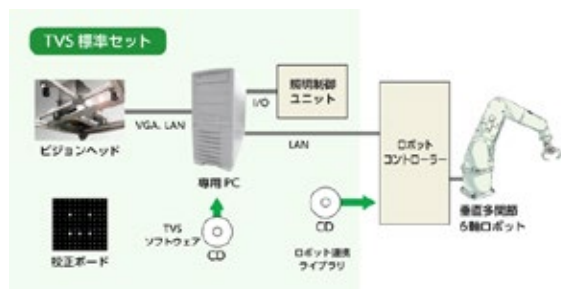 TVS 標準セット
照明制御
ユニット
I/O
VGA, LAN
LAN
ビジョンヘッド
専用 PC
ロボット
コントローラー
垂直多関節
6軸ロボット
TVS
ソフトウェア
CD
CD
ロボット連携
ライブラリ
校正ボード